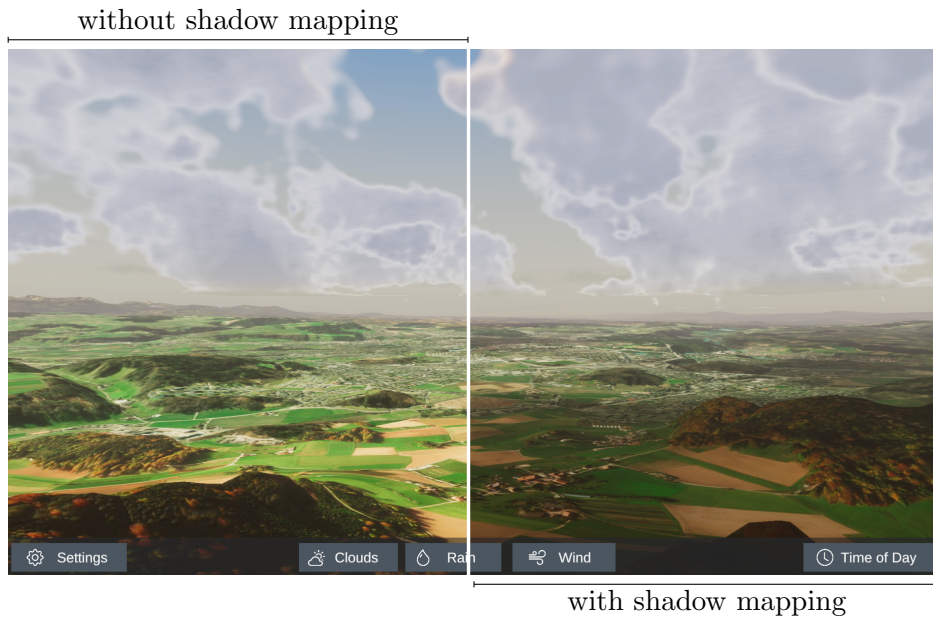 without shadow mapping
Settings
Clouds
Rain
Wind
Time of Day
with shadow mapping